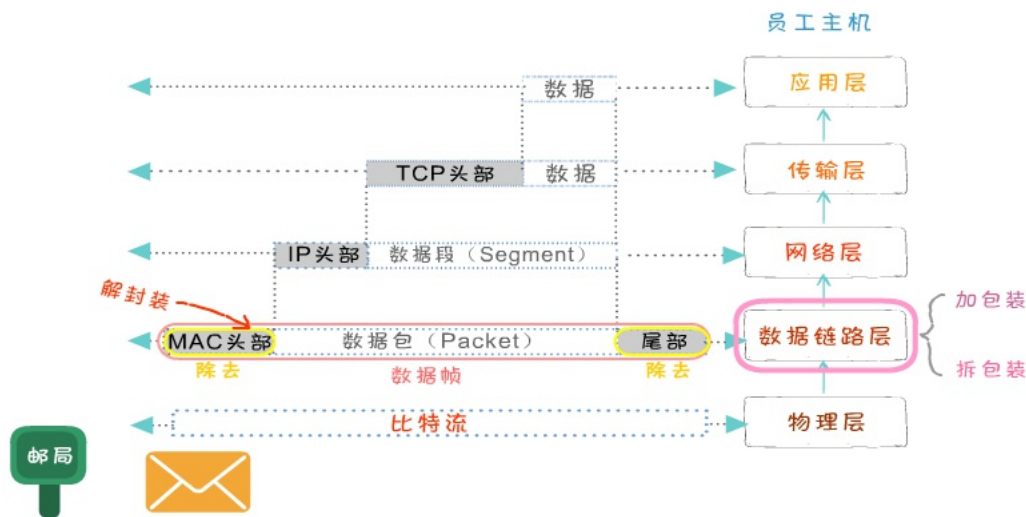 员工主机
数据
应用层
TCP头部
数据
传输层
IP头部
数据段（Segment）
网络层
解封装
加包装
MAC头部
数据包（Packet）
尾部
数据链路层
除去
数据帧
除去
拆包装
比特流
物理层
邮局